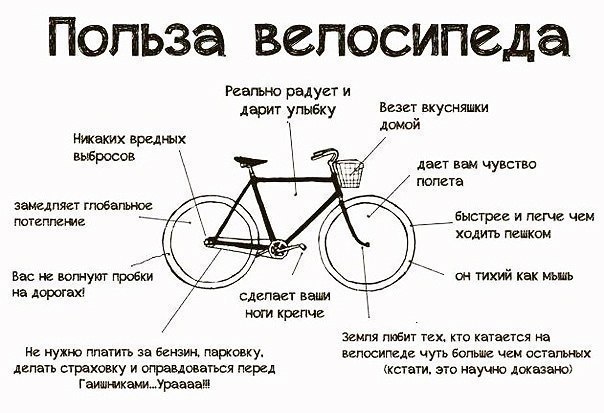 Польза велосипеда
Реально радует и
дарит улыбку
Везет вкусняшки
домой
Никаких вредных
выбросов
дает вам чувство
полета
замедляет глобальное
потепление
быстрее и легче чем
ходить пешком
Вас не волнуют пробки
на дорогах!
он тихий как мышь
сделает ваши
ноги крепче
Не нужно платить за бензин, парковку,
делать страховку и оправдоваться перед
Гаишниками...Ураааа!!!
Земля любит тех, кто катается на
велосипеде чуть больше чем остальных
(кстати, это научно доказано)